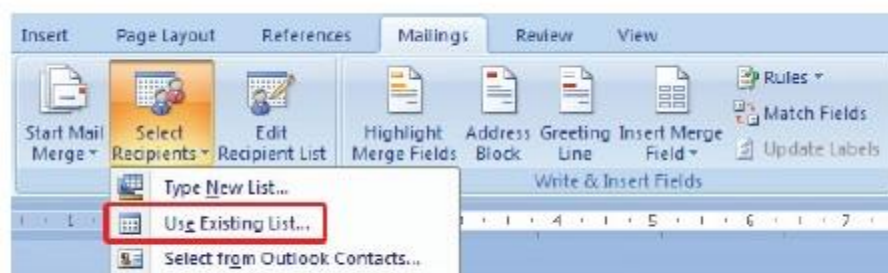 Insert Page Layout References Mailings Review View
Start Mail Merge Select Recipients Edit Recipient List Highlight Merge Fields Address Block Greeting Line Insert Merge Field Rules
Match Fields
Update Labels
Write & Insert Fields
Type New List...
Use Existing List...
Select from Outlook Contacts...
1 4 5 6 7